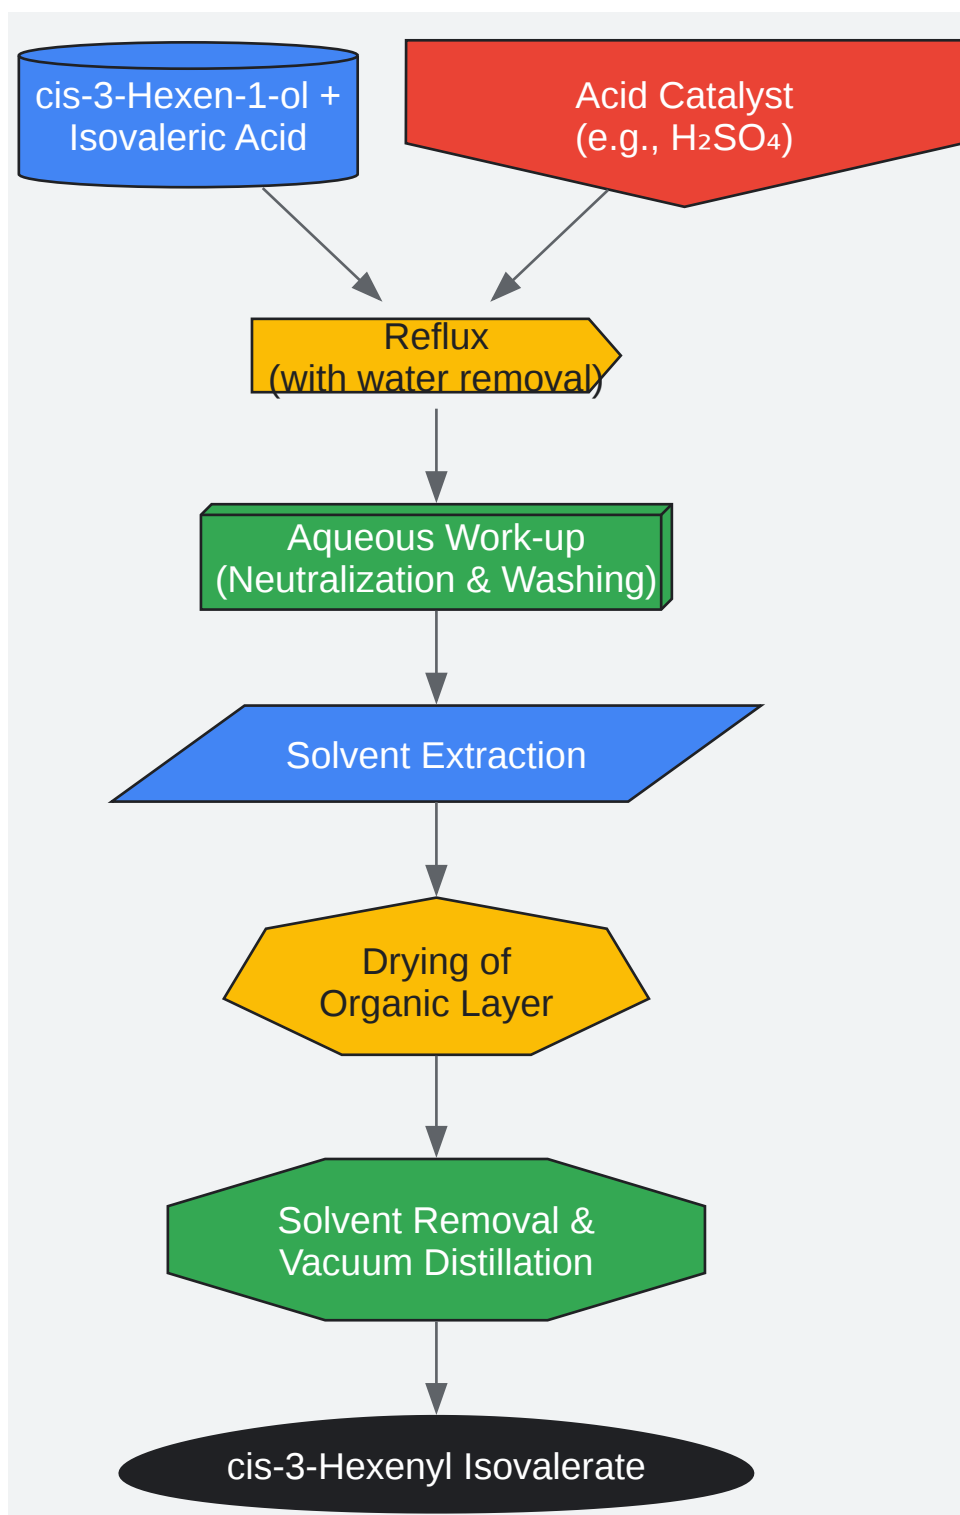 cis-3-Hexen-1-ol +
Isovaleric Acid
Acid Catalyst
(e.g., H₂SO₄)
Reflux
(with water removal)
Aqueous Work-up
(Neutralization & Washing)
Solvent Extraction
Drying of
Organic Layer
Solvent Removal &
Vacuum Distillation
cis-3-Hexenyl Isovalerate